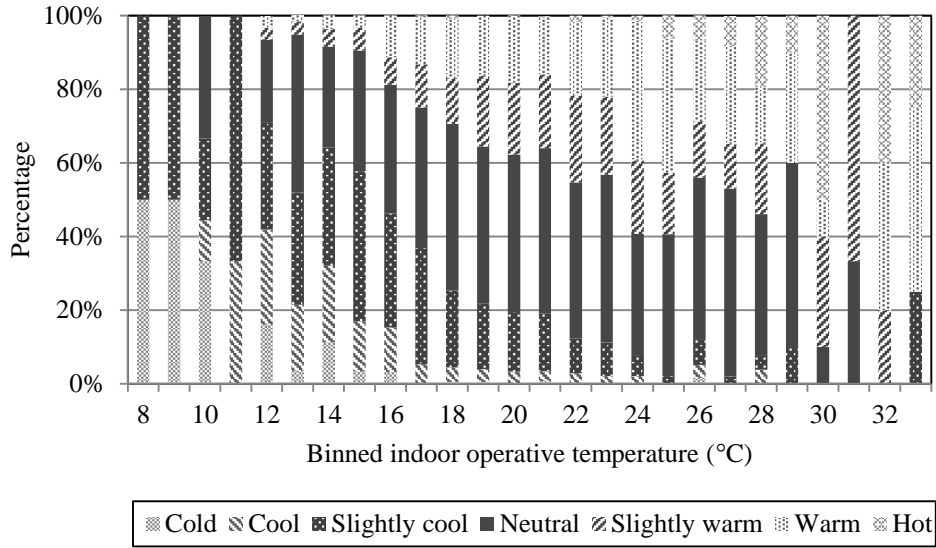 100%
80%
60%
40%
20%
0%
Percentage
8 10 12 14 16 18 20 22 24 26 28 30 32
Binned indoor operative temperature (°C)
Cold Cool Slightly cool Neutral Slightly warm Warm Hot